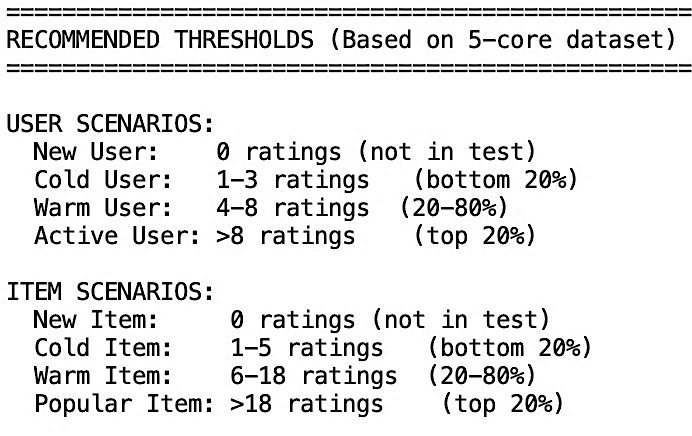 =================================================
RECOMMENDED THRESHOLDS (Based on 5-core dataset)
=================================================
USER SCENARIOS:
New User: 0 ratings (not in test)
Cold User: 1-3 ratings (bottom 20%)
Warm User: 4-8 ratings (20-80%)
Active User: >8 ratings (top 20%)
ITEM SCENARIOS:
New Item: 0 ratings (not in test)
Cold Item: 1-5 ratings (bottom 20%)
Warm Item: 6-18 ratings (20-80%)
Popular Item: >18 ratings (top 20%)